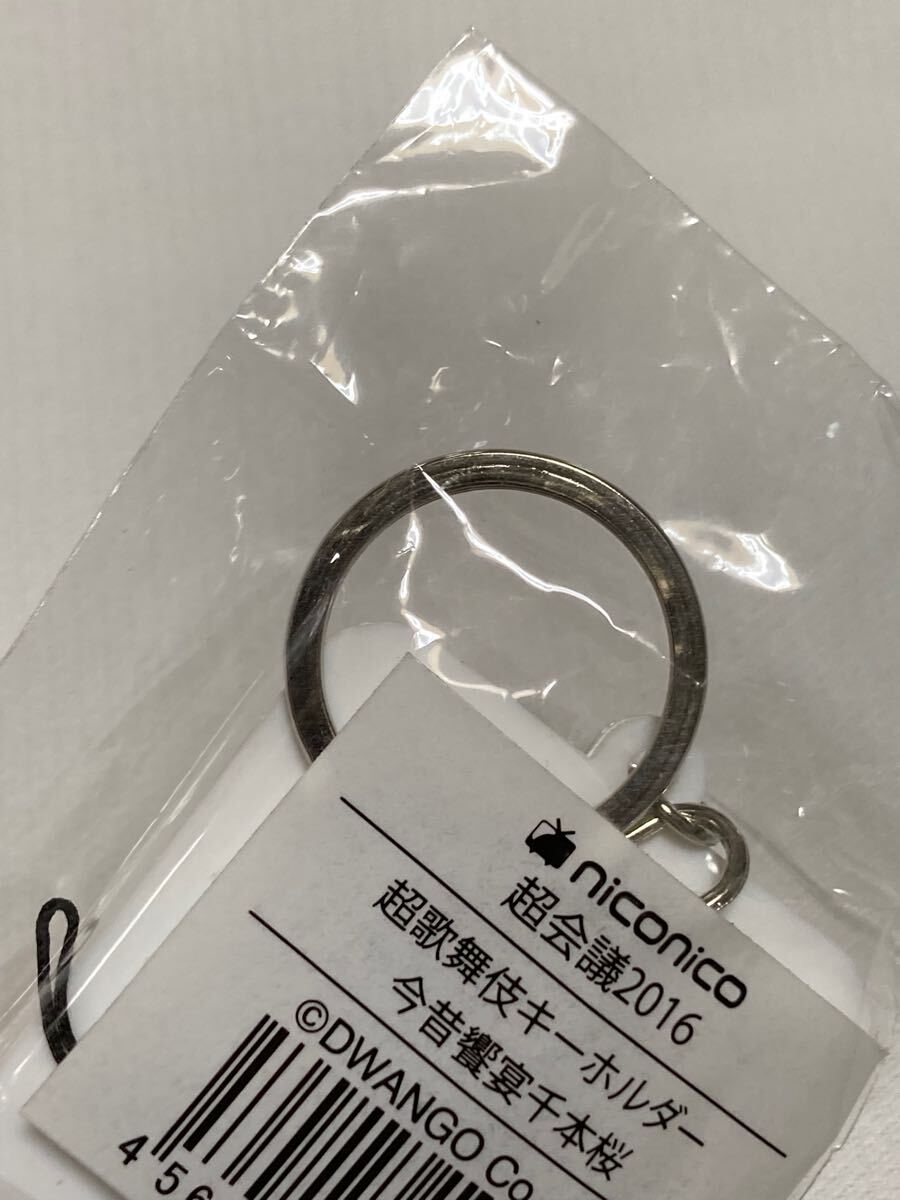 niconico
超会議2016
超歌舞伎キーホルダー
今昔饗宴千本桜
©DWANGO Co
456